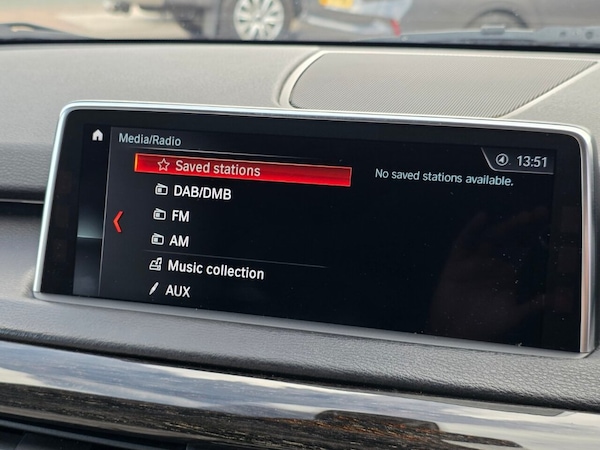 Media/Radio
13:51
Saved stations
No saved stations available.
DAB/DMB
FM
AM
Music collection
AUX